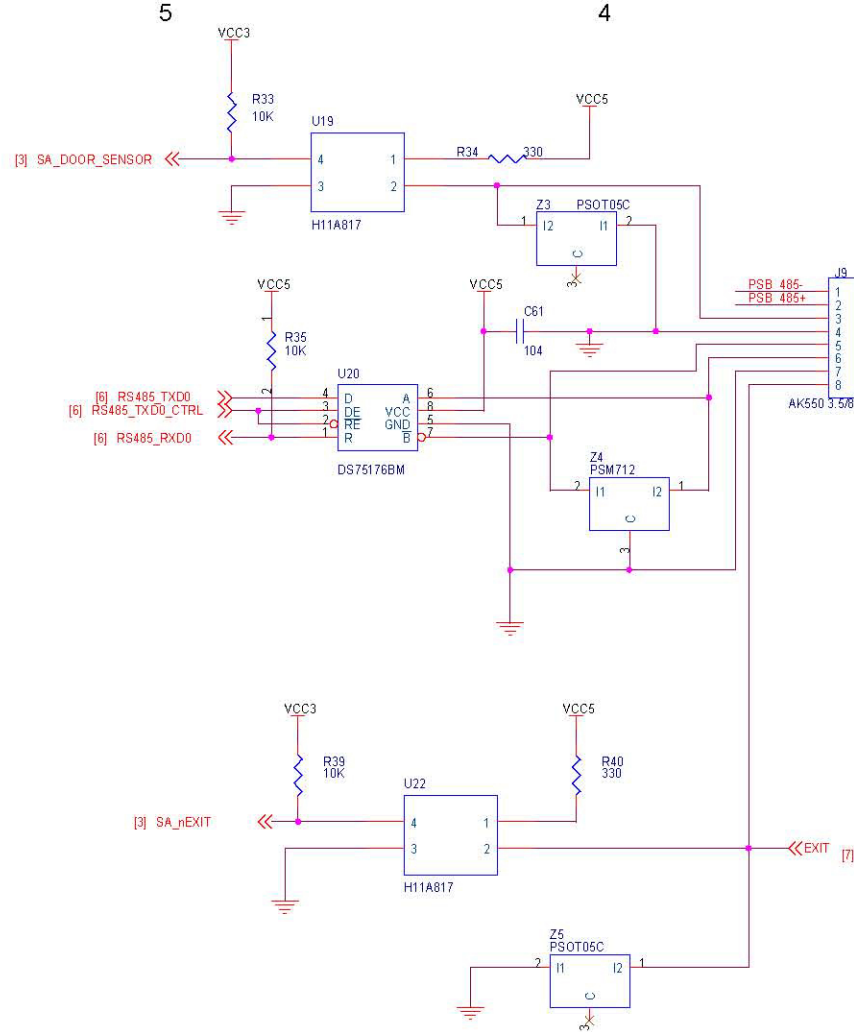 5 4
VCC3
R33
10K
U19
VCC5
R34 330
[3] SA_DOOR_SENSOR
4 1
3 2
H11A817
Z3 PSOT05C
1 I2 I1 2
C
3
J9
PSB_485- 1
PSB_485+ 2
3
4
5
6
7
8
AK550 3.5/8
VCC5 VCC5
1
R35
10K
2
C61
104
U20
[6] RS485_TXD0 4 D A 6
[6] RS485_TXD0_CTRL 3 DE VCC 8
2 RE GND 5
[6] RS485_RXD0 1 R B 7
DS75176BM
Z4
PSM712
2 I1 I2 1
C
3
VCC3 VCC5
R39
10K
R40
330
U22
[3] SA_nEXIT 4 1
3 2
H11A817
EXIT [7]
Z5
PSOT05C
2 I1 I2 1
C
3